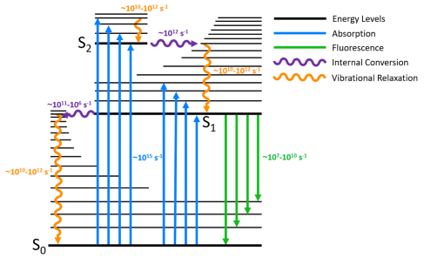 ~10¹⁰-10¹² s⁻¹
S₂
~10¹² s⁻¹
~10¹⁰-10¹² s⁻¹
Energy Levels
Absorption
Fluorescence
Internal Conversion
Vibrational Relaxation
~10¹¹-10⁶ s⁻¹
S₁
~10¹⁰-10¹² s⁻¹
~10¹⁵ s⁻¹
~10⁷-10¹⁰ s⁻¹
S₀